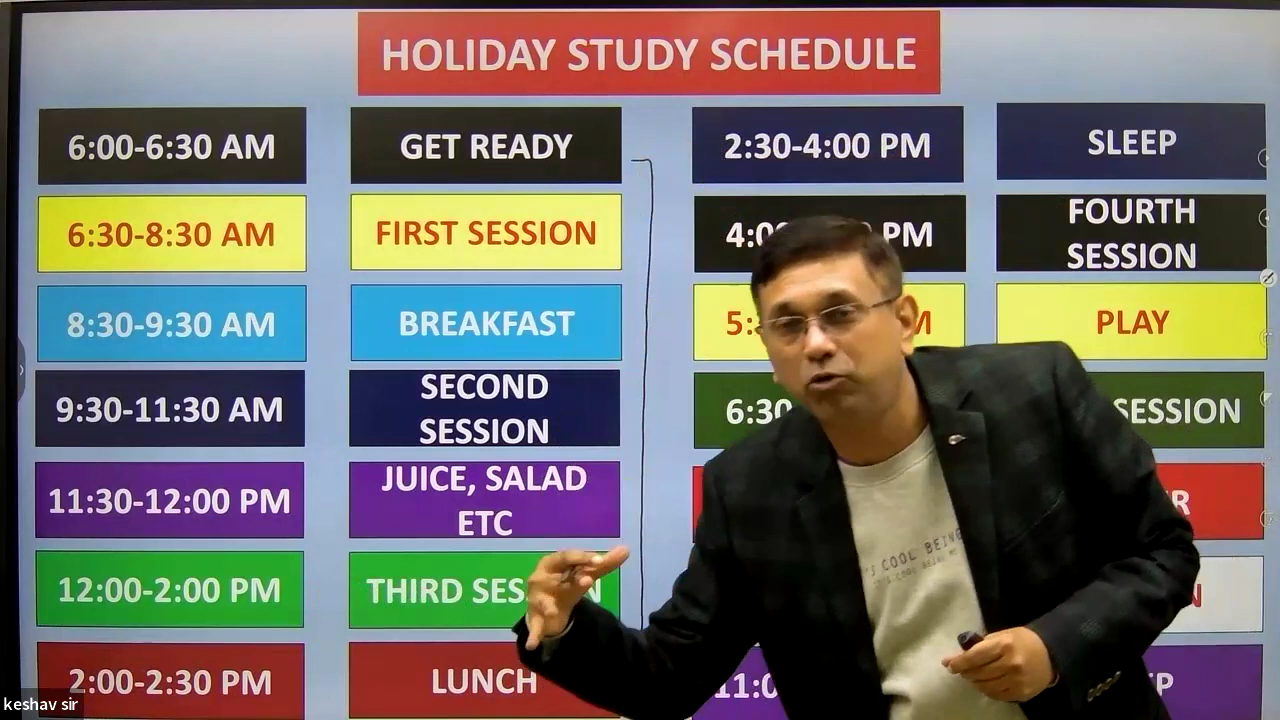 HOLIDAY STUDY SCHEDULE
6:00-6:30 AM
GET READY
6:30-8:30 AM
FIRST SESSION
8:30-9:30 AM
BREAKFAST
9:30-11:30 AM
SECOND
SESSION
11:30-12:00 PM
JUICE, SALAD
ETC
12:00-2:00 PM
THIRD
2:00-2:30 PM
LUNCH
2:30-4:00 PM
SLEEP
PM
FOURTH
SESSION
PLAY
SESSION
COOL BEING
keshav sir